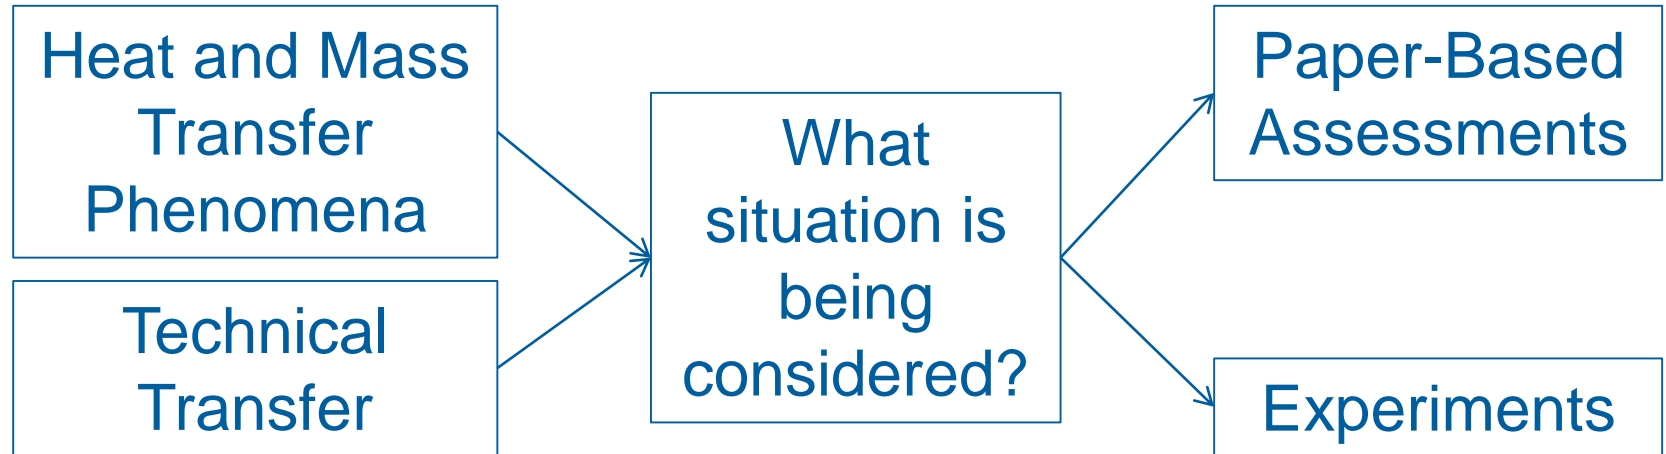 Heat and Mass
Transfer
Phenomena
Technical
Transfer
What
situation is
being
considered?
Paper-Based
Assessments
Experiments